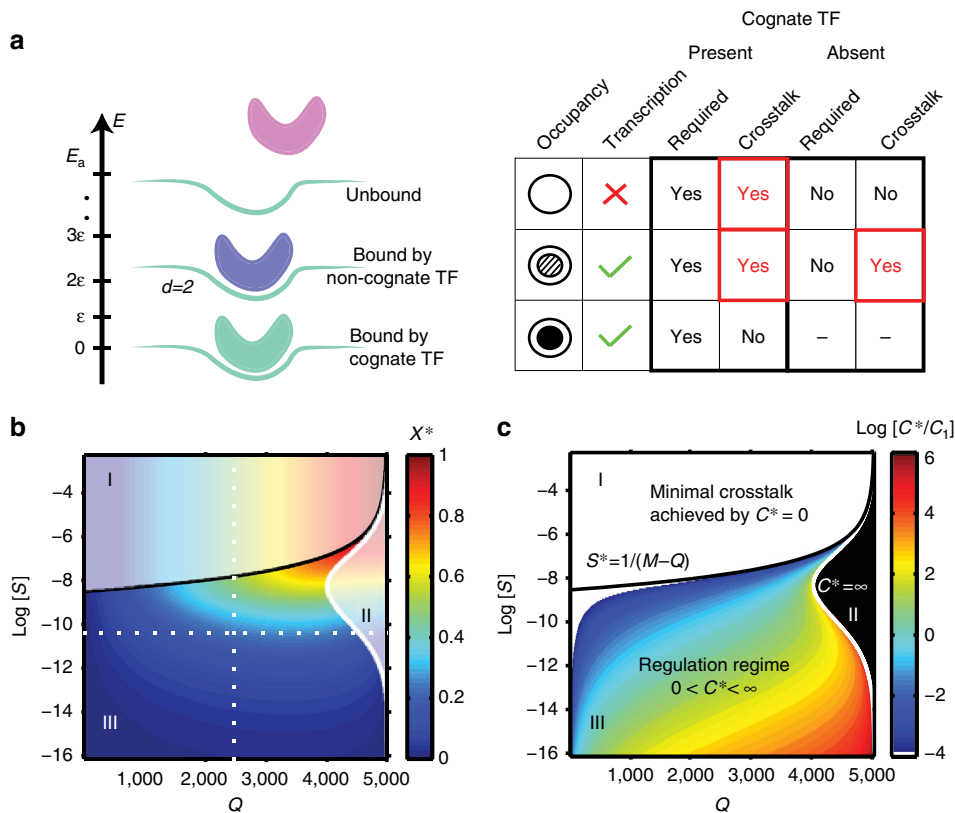 a
E
E_a
3ε
2ε
ε
0
d=2
Unbound
Bound by
non-cognate TF
Bound by
cognate TF
Cognate TF
Present Absent
Occupancy Transcription Required Crosstalk Required Crosstalk
Yes Yes No No
Yes Yes No Yes
Yes No – –
b
X*
I
II
III
Log [S]
−4
−6
−8
−10
−12
−14
−16
1,000 2,000 3,000 4,000 5,000
Q
1
0.8
0.6
0.4
0.2
0
c
Log [C*/C₁]
I
Minimal crosstalk
achieved by C* = 0
S*=1/(M−Q)
C*=∞
II
Regulation regime
0 < C* < ∞
III
Log [S]
−4
−6
−8
−10
−12
−14
−16
1,000 2,000 3,000 4,000 5,000
Q
6
4
2
0
−2
−4